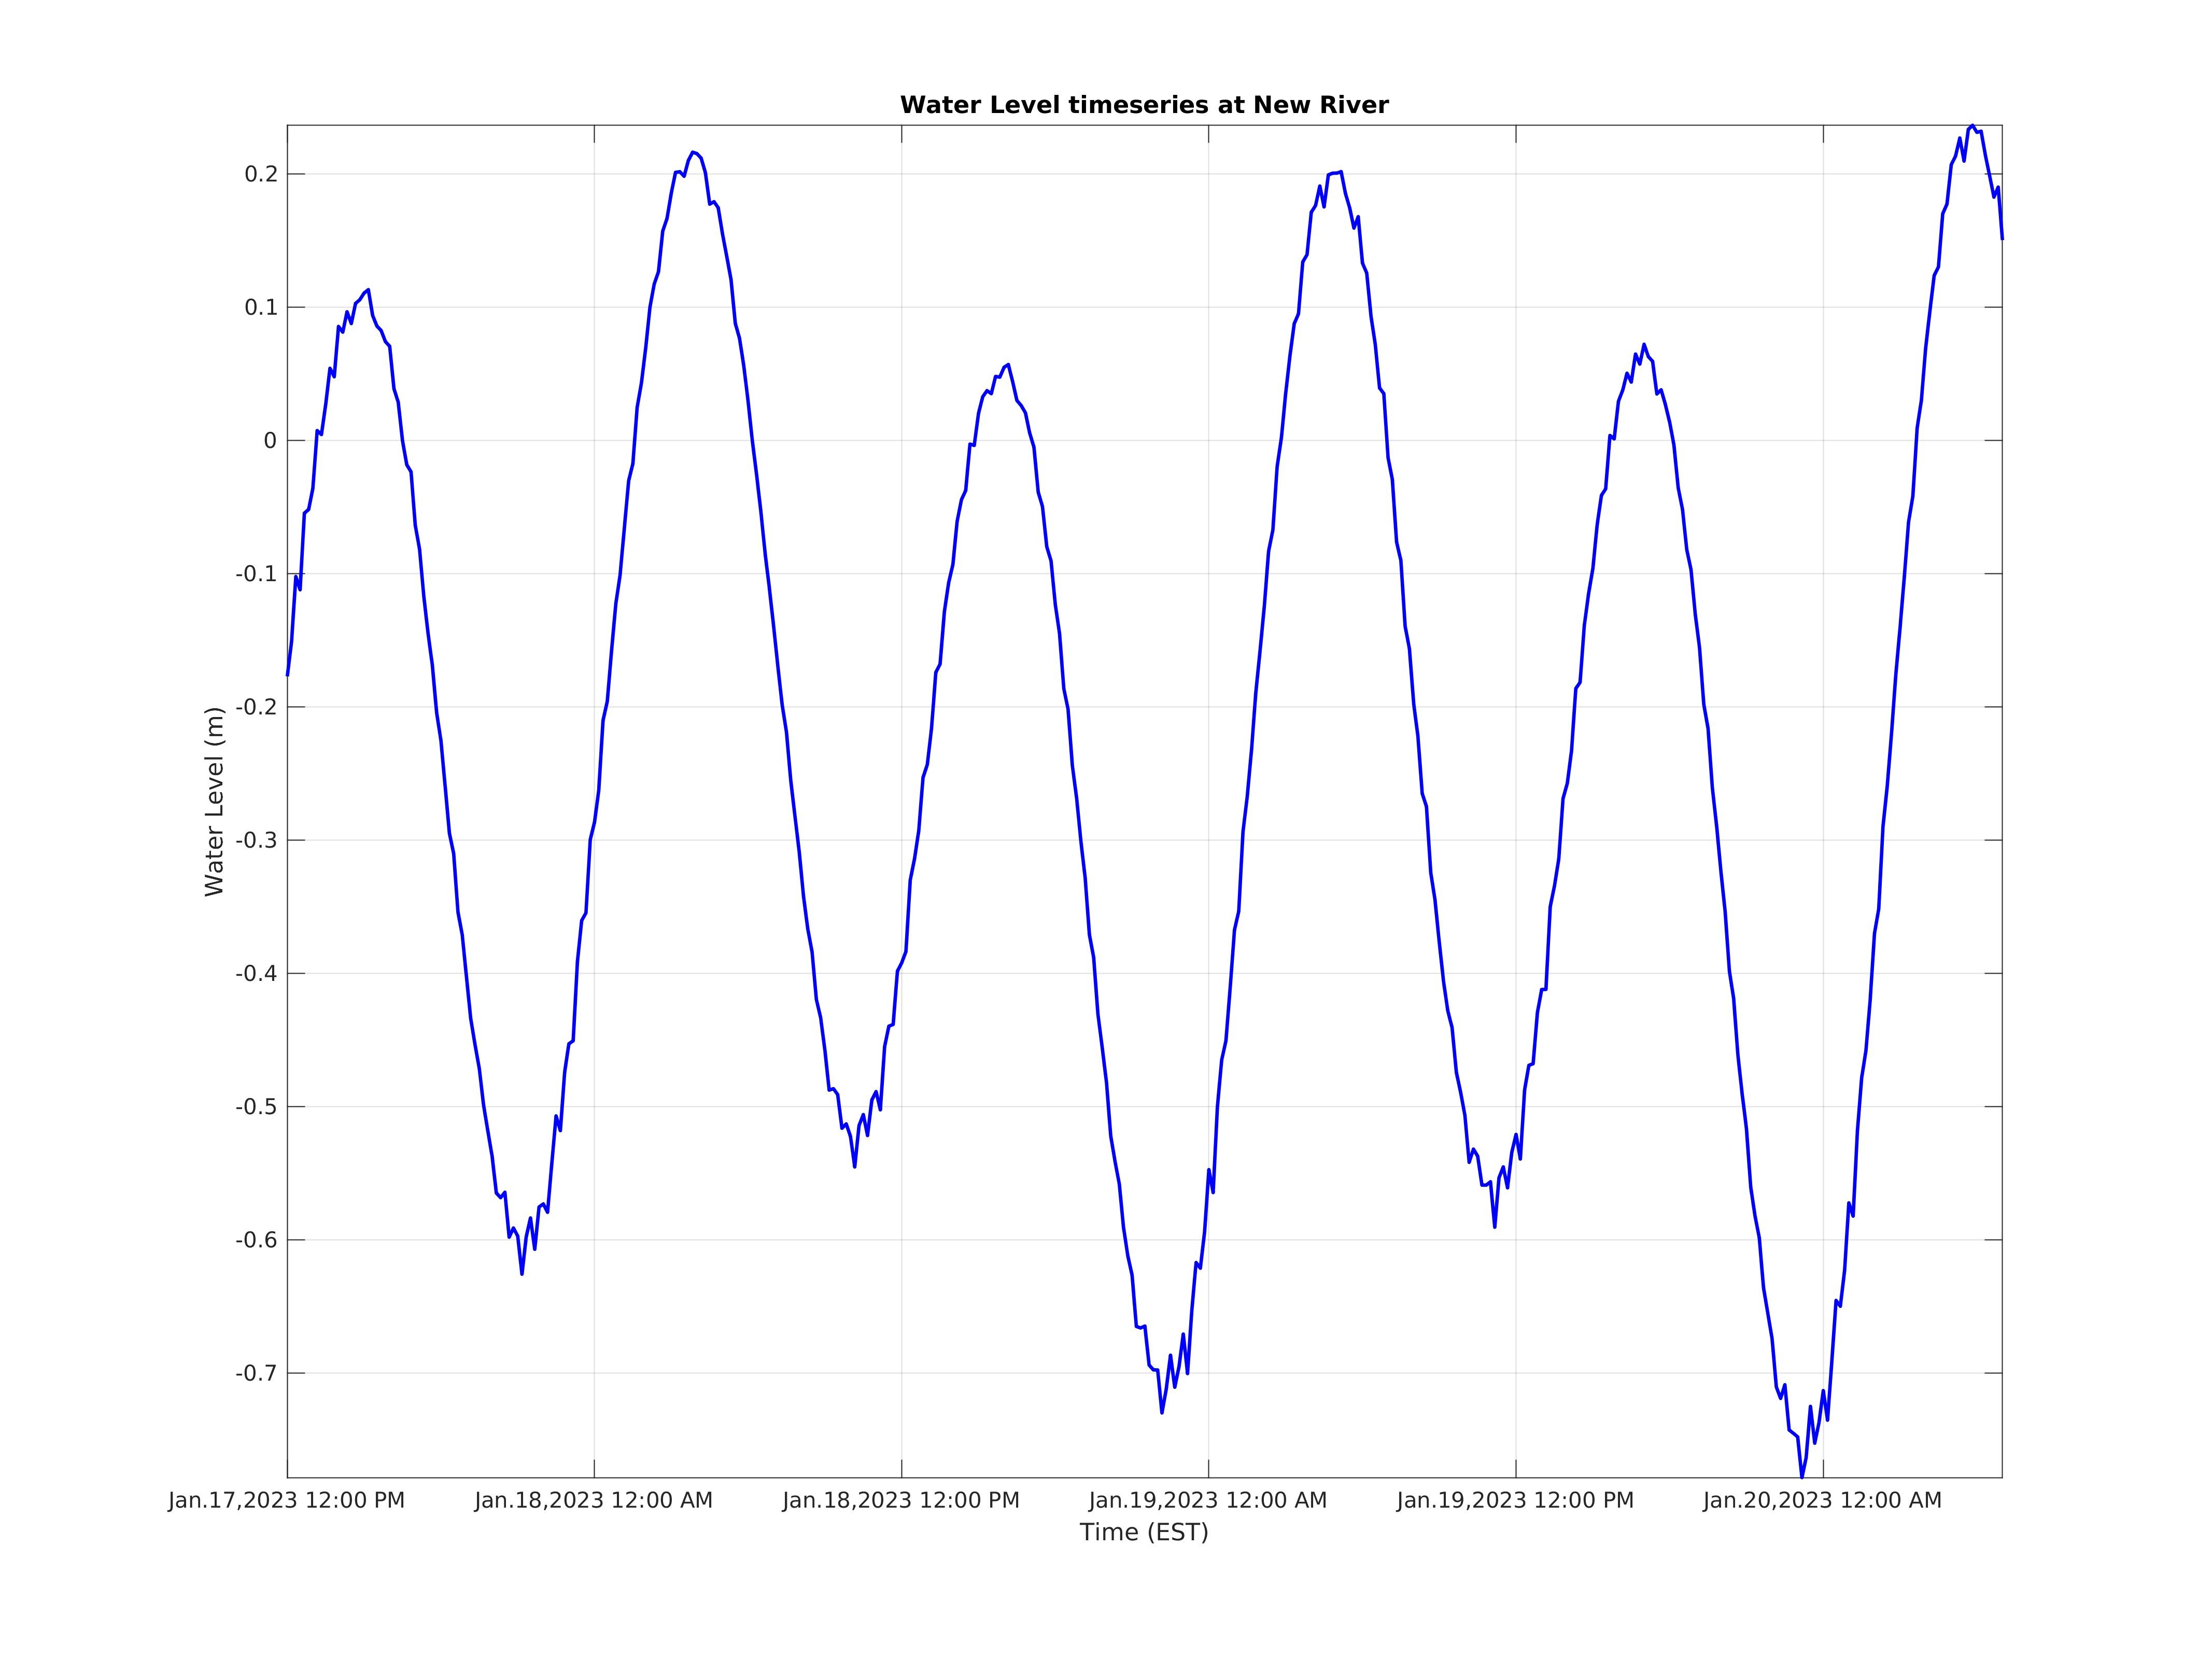 Water Level timeseries at New River
0.2
0.1
0
-0.1
-0.2
-0.3
-0.4
-0.5
-0.6
-0.7
Water Level (m)
Jan.17,2023 12:00 PM
Jan.18,2023 12:00 AM
Jan.18,2023 12:00 PM
Jan.19,2023 12:00 AM
Jan.19,2023 12:00 PM
Jan.20,2023 12:00 AM
Time (EST)